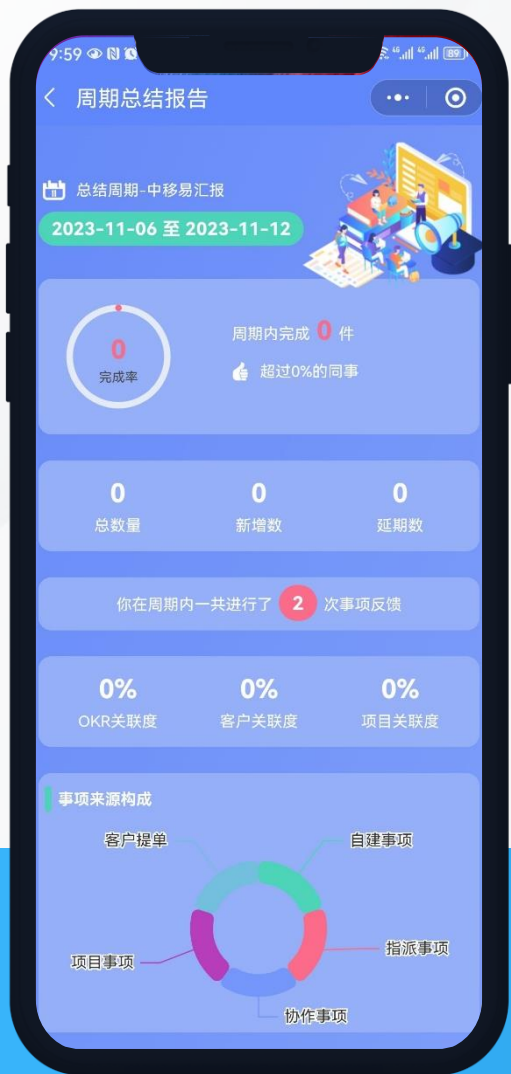 9:59
89
周期总结报告
总结周期-中移易汇报
2023-11-06 至 2023-11-12
0
完成率
周期内完成 0 件
超过0%的同事
0 0 0
总数量 新增数 延期数
你在周期内一共进行了 2 次事项反馈
0% 0% 0%
OKR关联度 客户关联度 项目关联度
事项来源构成
客户提单 自建事项
项目事项 指派事项
协作事项